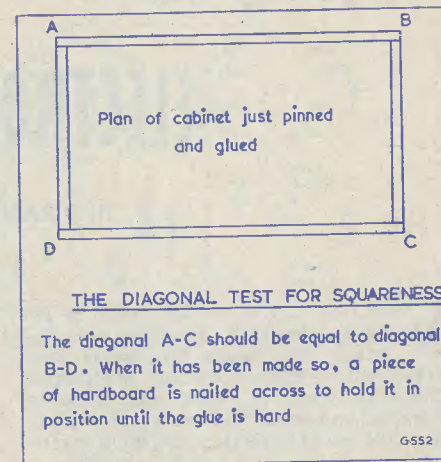 A B
Plan of cabinet just pinned
and glued
D C
THE DIAGONAL TEST FOR SQUARENESS
The diagonal A-C should be equal to diagonal
B-D. When it has been made so, a piece
of hardboard is nailed across to hold it in
position until the glue is hard
G552